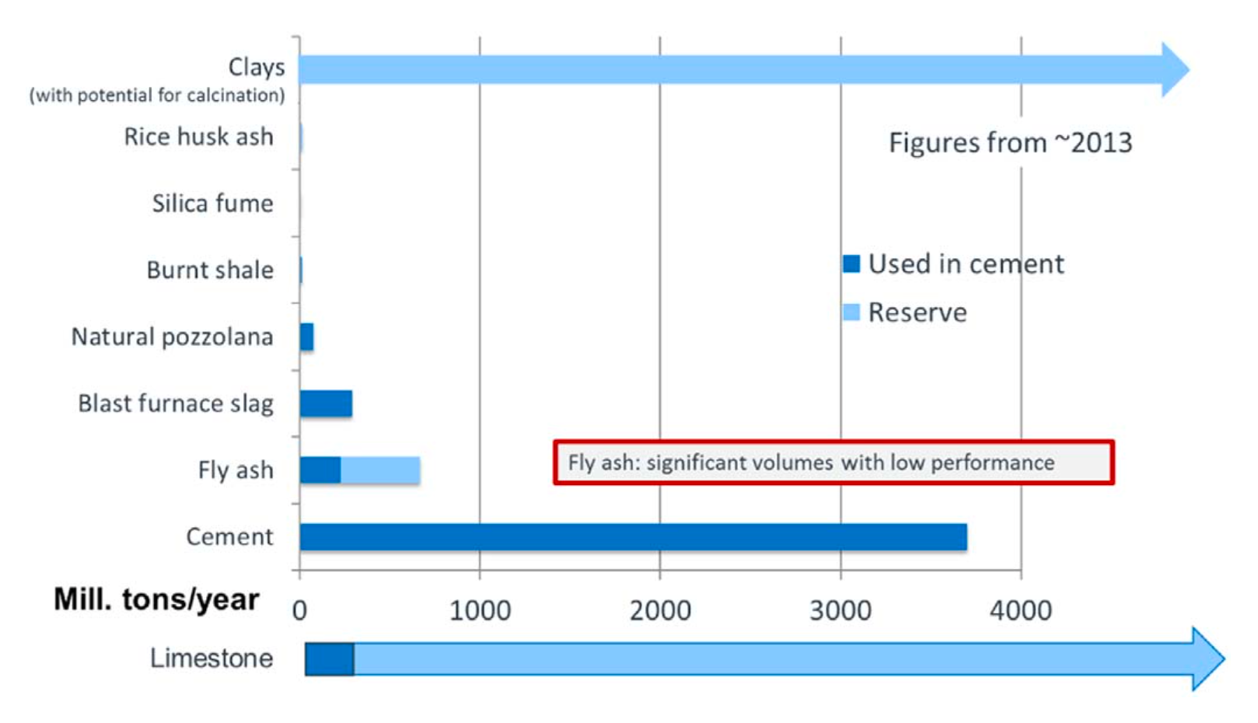 Clays
(with potential for calcination)
Rice husk ash
Figures from ~2013
Silica fume
Burnt shale
Used in cement
Reserve
Natural pozzolana
Blast furnace slag
Fly ash
Fly ash: significant volumes with low performance
Cement
Mill. tons/year
0 1000 2000 3000 4000
Limestone